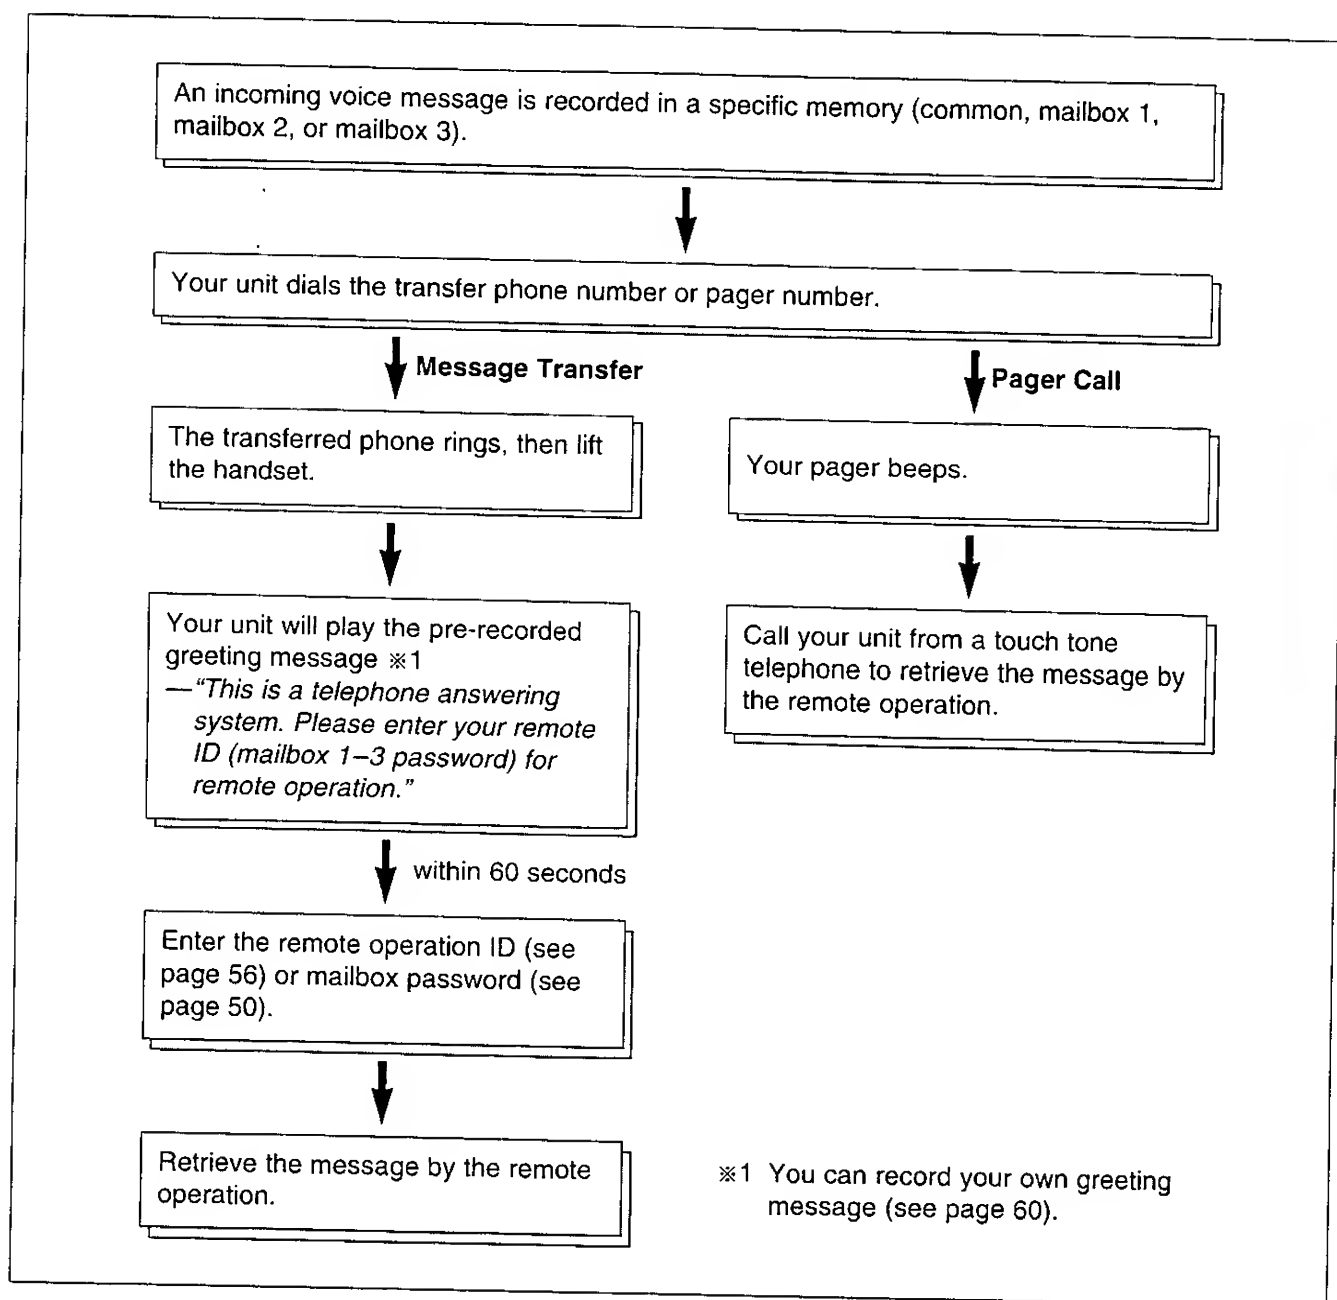 An incoming voice message is recorded in a specific memory (common, mailbox 1,
mailbox 2, or mailbox 3).
Your unit dials the transfer phone number or pager number.
Message Transfer
The transferred phone rings, then lift
the handset.
Your unit will play the pre-recorded
greeting message ※1
—“This is a telephone answering
system. Please enter your remote
ID (mailbox 1–3 password) for
remote operation.”
within 60 seconds
Enter the remote operation ID (see
page 56) or mailbox password (see
page 50).
Retrieve the message by the remote
operation.
Pager Call
Your pager beeps.
Call your unit from a touch tone
telephone to retrieve the message by
the remote operation.
※1 You can record your own greeting
message (see page 60).